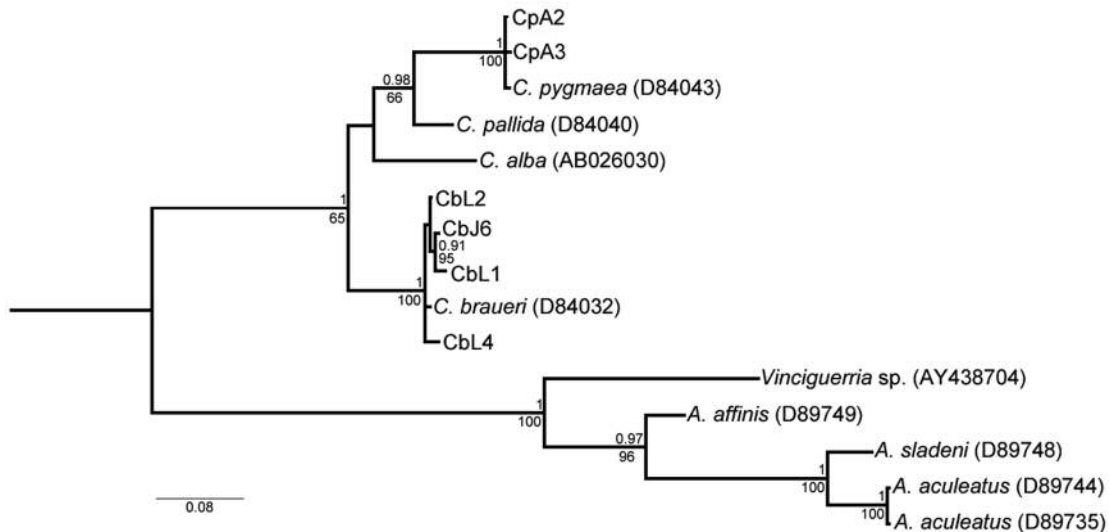 CpA2
1
CpA3
100
C. pygmaea (D84043)
0.98
66
C. pallida (D84040)
C. alba (AB026030)
CbL2
1
65
CbJ6
0.91
95
CbL1
1
100
C. braueri (D84032)
CbL4
Vinciguerria sp. (AY438704)
1
100
A. affinis (D89749)
0.97
96
A. sladeni (D89748)
1
100
A. aculeatus (D89744)
1
100
A. aculeatus (D89735)
0.08